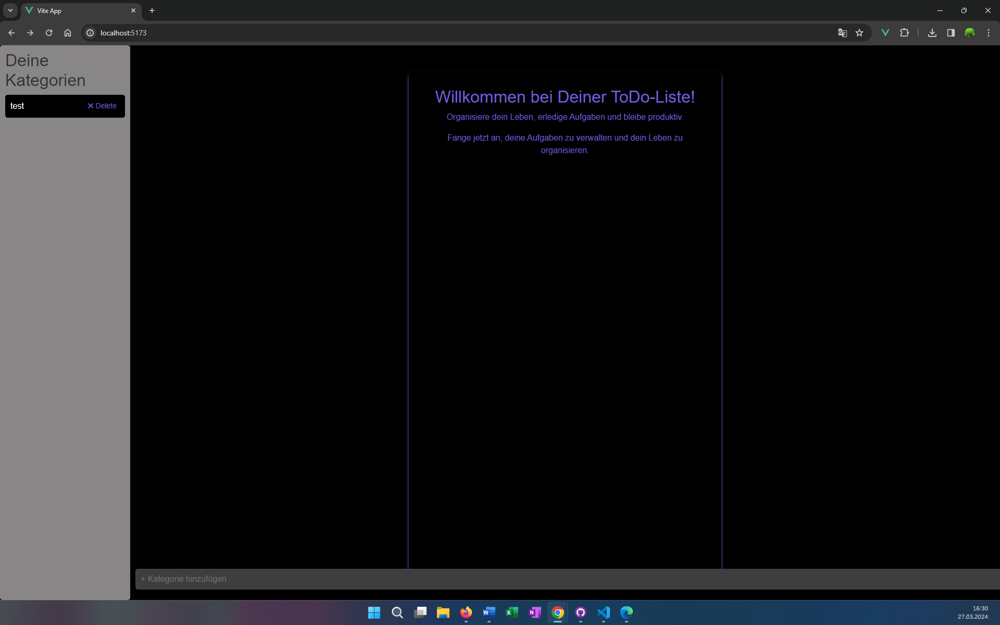 Vite App
localhost:5173
Deine
Kategorien
test
Delete
Willkommen bei Deiner ToDo-Liste!
Organisiere dein Leben, erledige Aufgaben und bleibe produktiv.
Fange jetzt an, deine Aufgaben zu verwalten und dein Leben zu
organisieren.
+ Kategorie hinzufügen
16:30
27.03.2024